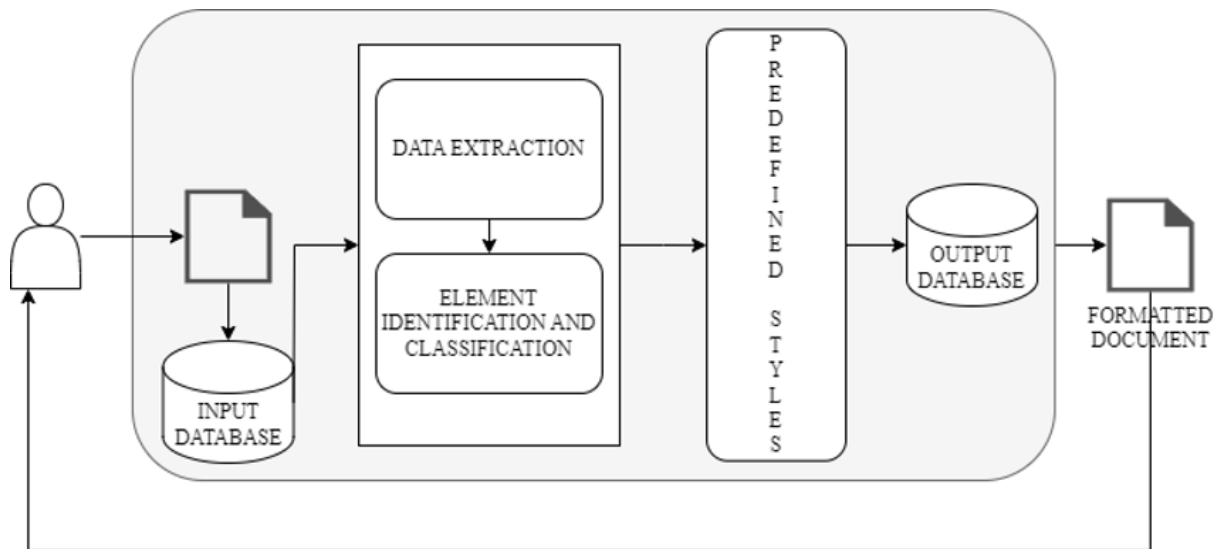 DATA EXTRACTION
ELEMENT
IDENTIFICATION AND
CLASSIFICATION
INPUT
DATABASE
P
R
E
D
E
F
I
N
E
D
S
T
Y
L
E
S
OUTPUT
DATABASE
FORMATTED
DOCUMENT